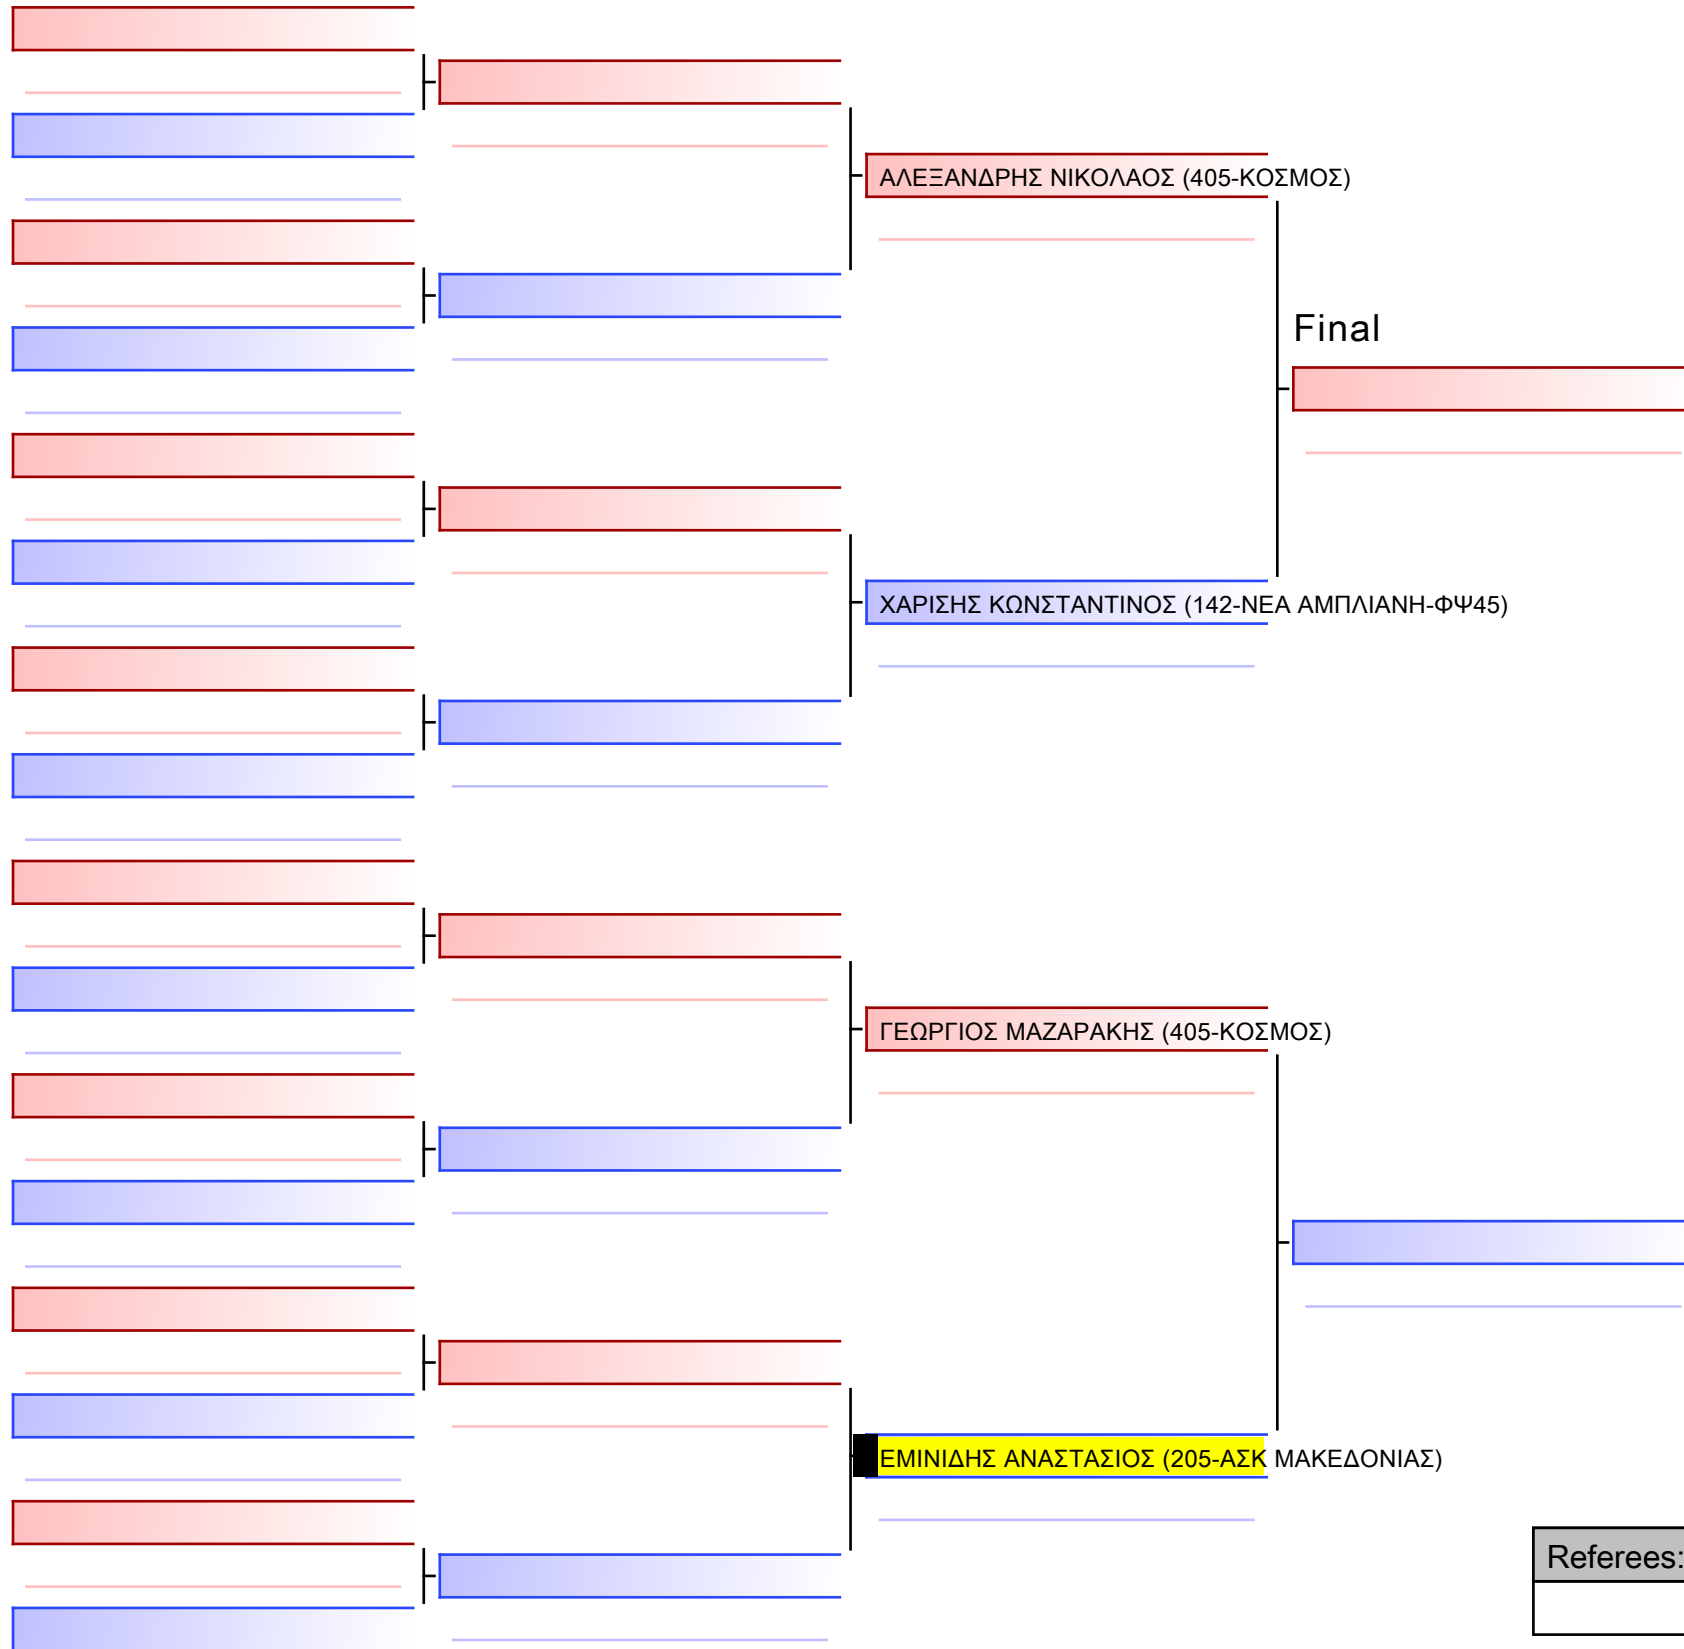 ΑΛΕΞΑΝΔΡΗΣ ΝΙΚΟΛΑΟΣ (405-ΚΟΣΜΟΣ)
Final
ΧΑΡΙΣΗΣ ΚΩΝΣΤΑΝΤΙΝΟΣ (142-ΝΕΑ ΑΜΠΛΙΑΝΗ-ΦΨ45)
ΓΕΩΡΓΙΟΣ ΜΑΖΑΡΑΚΗΣ (405-ΚΟΣΜΟΣ)
ΕΜΙΝΙΔΗΣ ΑΝΑΣΤΑΣΙΟΣ (205-ΑΣΚ ΜΑΚΕΔΟΝΙΑΣ)
Referees: